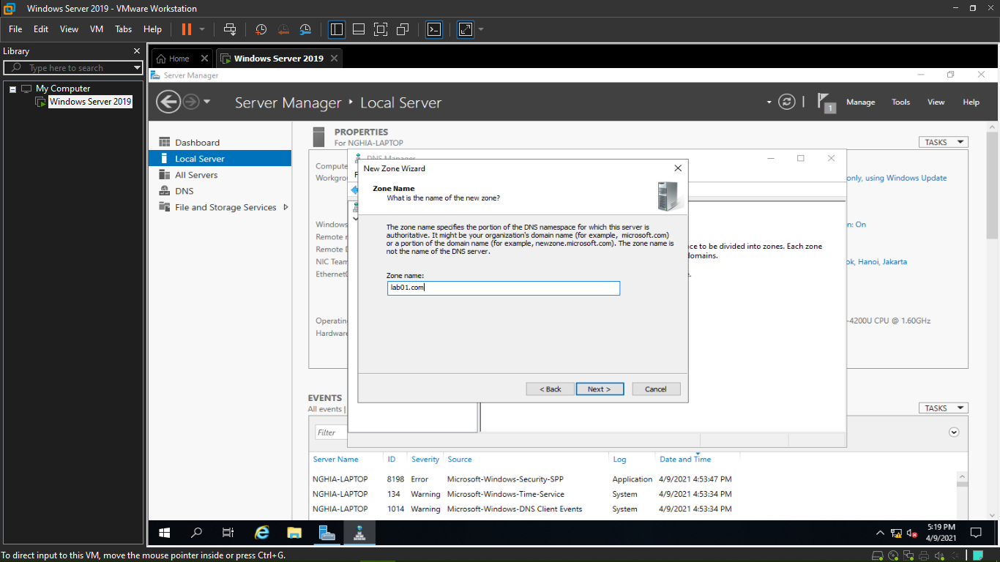 Windows Server 2019 - VMware Workstation
File Edit View VM Tabs Help
Library
Type here to search
My Computer
Windows Server 2019
Home
Windows Server 2019
Server Manager
Server Manager
Local Server
1
Manage Tools View Help
Dashboard
Local Server
All Servers
DNS
File and Storage Services
PROPERTIES
For NGHIA-LAPTOP
TASKS
DNS Manager
New Zone Wizard
Zone Name
What is the name of the new zone?
The zone name specifies the portion of the DNS namespace for which this server is
authoritative. It might be your organization's domain name (for example, microsoft.com)
or a portion of the domain name (for example, newzone.microsoft.com). The zone name is
not the name of the DNS server.
Zone name:
lab01.com
< Back Next > Cancel
only, using Windows Update
n: On
ce to be divided into zones. Each zone
Hanoi, Jakarta
-4200U CPU @ 1.60GHz
Windows
Hardware
EVENTS
All events |
TASKS
Filter
Server Name ID Severity Source Log Date and Time
NGHIA-LAPTOP 8198 Error Microsoft-Windows-Security-SPP Application 4/9/2021 4:53:47 PM
NGHIA-LAPTOP 134 Warning Microsoft-Windows-Time-Service System 4/9/2021 4:53:34 PM
NGHIA-LAPTOP 1014 Warning Microsoft-Windows-DNS Client Events System 4/9/2021 4:53:34 PM
5:19 PM
4/9/2021
To direct input to this VM, move the mouse pointer inside or press Ctrl+G.